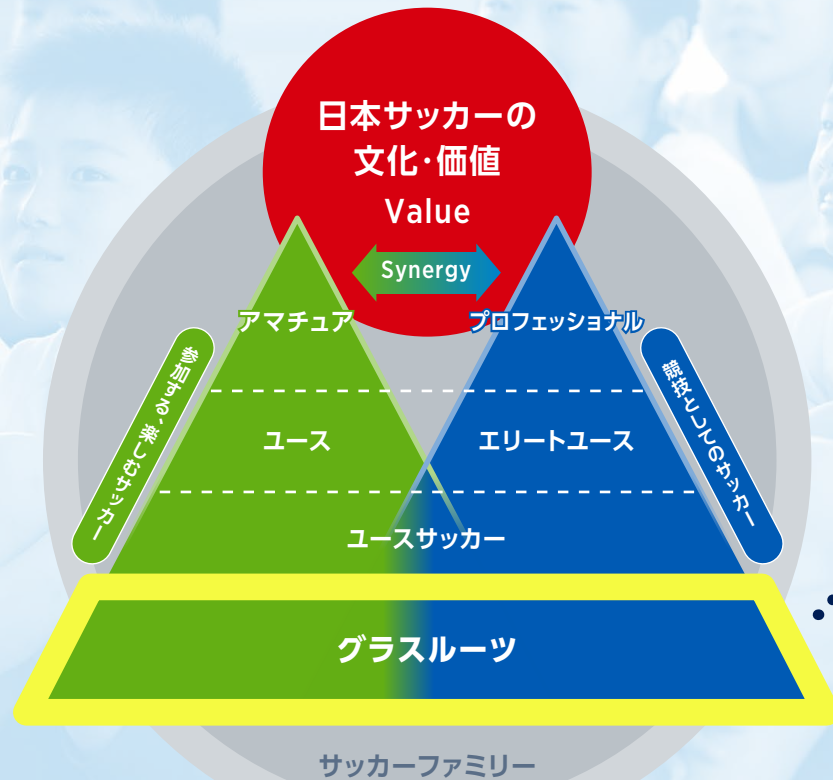 日本サッカーの
文化・価値
Value
Synergy
アマチュア
プロフェッショナル
参加する、楽しむサッカー
競技としてのサッカー
ユース
エリートユース
ユースサッカー
グラスルーツ
サッカーファミリー